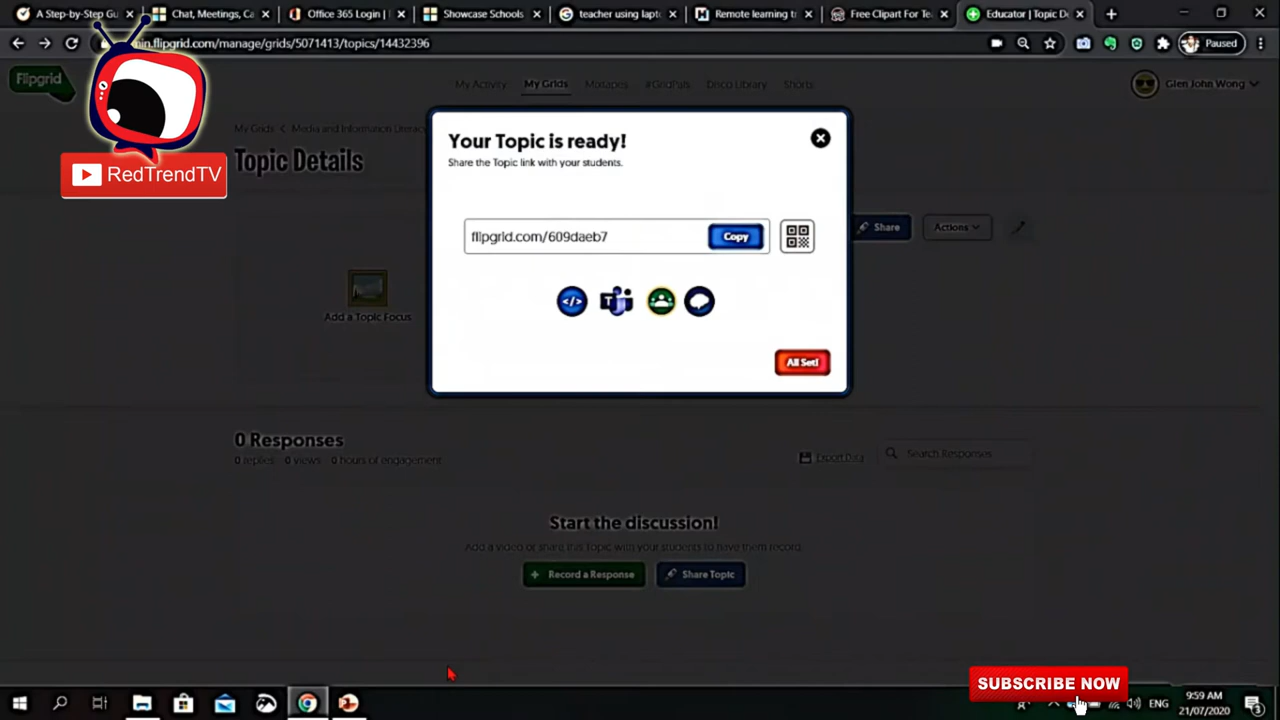 A Step-by-Step Gu
Chat, Meetings, Ca
Office 365 Login |
Showcase Schools
teacher using lapt
Remote learning tr
Free Clipart For Te
Educator | Topic De
min.flipgrid.com/manage/grids/5071413/topics/14432396
Paused
Flipgrid
My Activity
My Grids
Mixtapes
#GridPals
Disco Library
Shorts
Glen John Wong
My Grids < Media and Information Literacy
Topic Details
RedTrendTV
Your Topic is ready!
Share the Topic link with your students.
flipgrid.com/609daeb7
Copy
Share
Actions
Add a Topic Focus
All Set!
0 Responses
0 replies 0 views 0 hours of engagement
Export Data
Search Responses
Start the discussion!
Add a video or share this Topic with your students to have them record.
+ Record a Response
Share Topic
SUBSCRIBE NOW
ENG
9:59 AM
21/07/2020
3